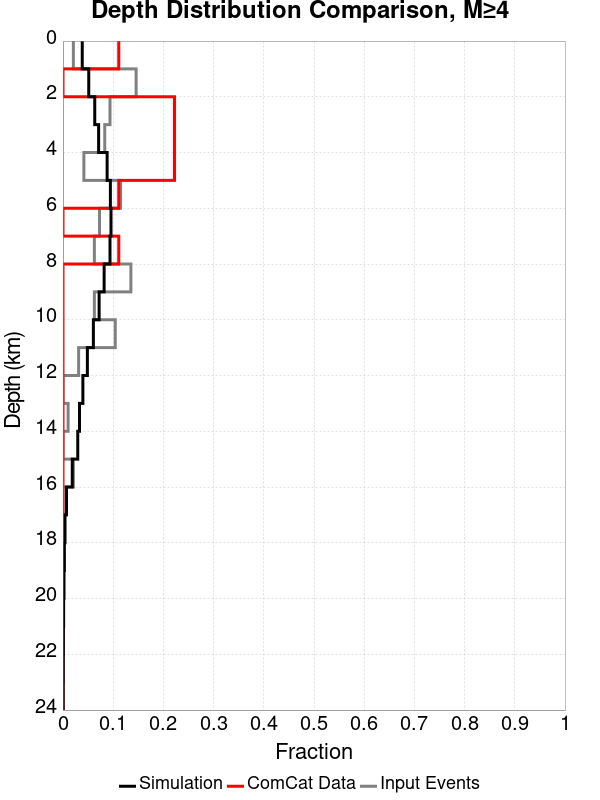 Depth Distribution Comparison, M≥4
0
2
4
6
8
10
12
14
16
18
20
22
24
Depth (km)
0 0.1 0.2 0.3 0.4 0.5 0.6 0.7 0.8 0.9 1
Fraction
Simulation ComCat Data Input Events